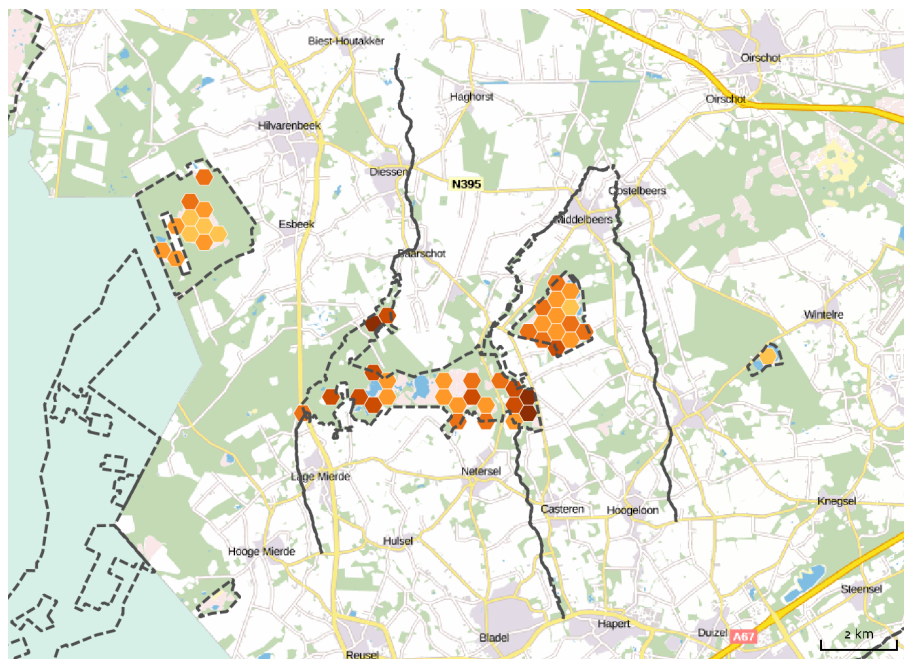 Biest-Houtakker
Oirschot
Haghorst
Oirschot
Hilvarenbeek
Diessen
N395
Oostelbeers
Middelbeers
Esbeek
Baarschot
Wintelre
Netersel
Lage Mierde
Casteren
Hoogeloon
Knegsel
Hulsel
Hooge Mierde
Steensel
Hapert
Duizel
A67
Bladel
2 km
Reusel